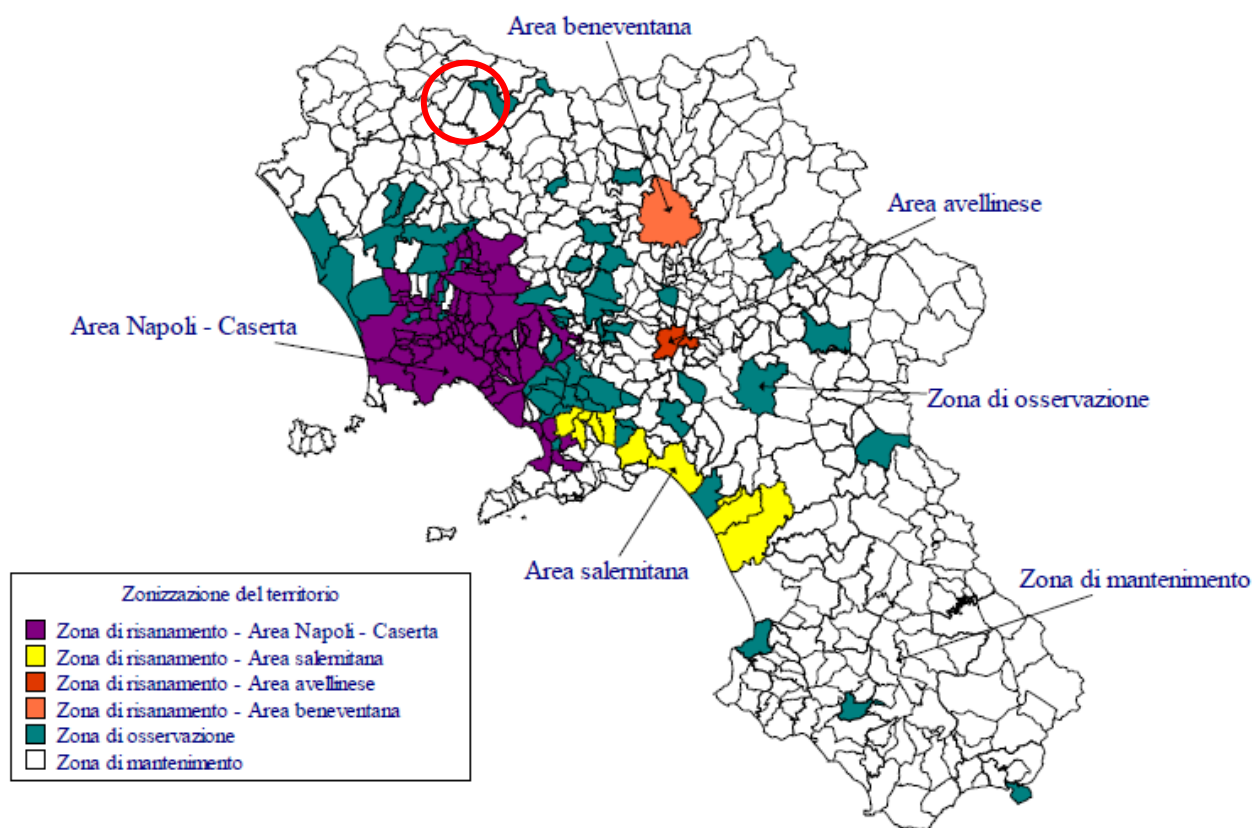 Area beneventana
Area avellinese
Area Napoli - Caserta
Zona di osservazione
Area salernitana
Zona di mantenimento
Zonizzazione del territorio
Zona di risanamento - Area Napoli - Caserta
Zona di risanamento - Area salernitana
Zona di risanamento - Area avellinese
Zona di risanamento - Area beneventana
Zona di osservazione
Zona di mantenimento